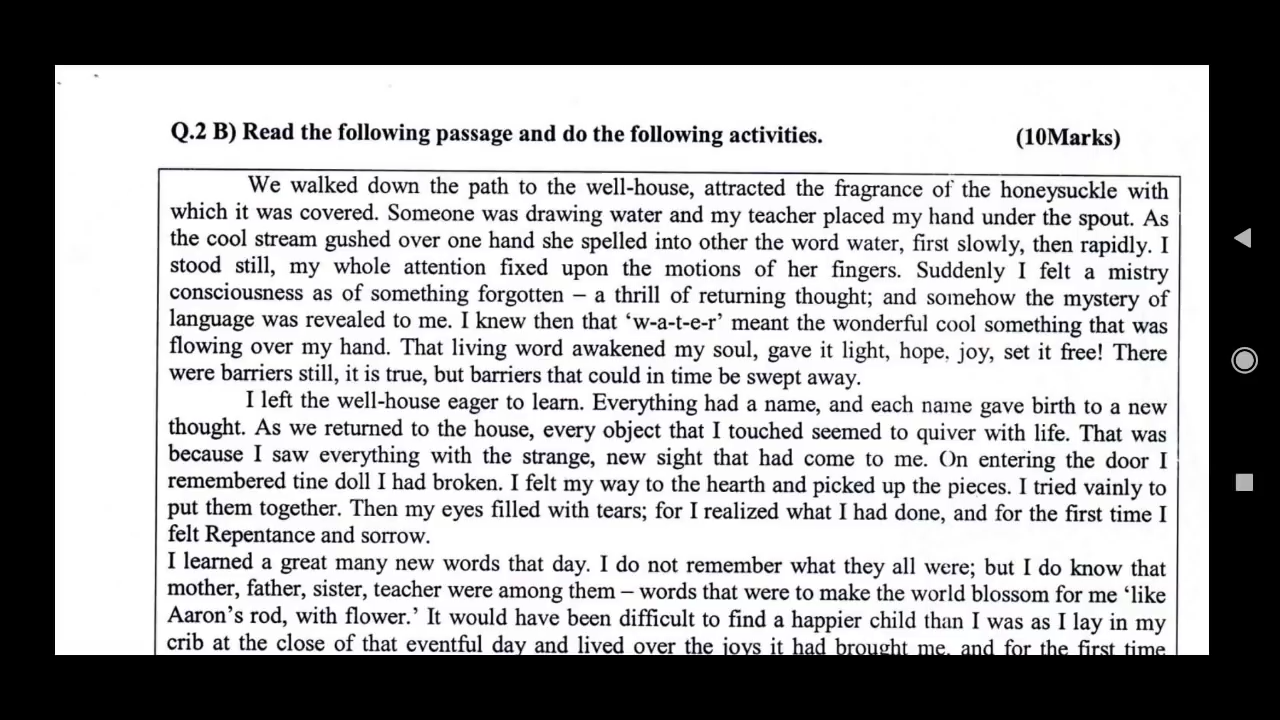 Q.2 B) Read the following passage and do the following activities. (10Marks)
We walked down the path to the well-house, attracted the fragrance of the honeysuckle with
which it was covered. Someone was drawing water and my teacher placed my hand under the spout. As
the cool stream gushed over one hand she spelled into other the word water, first slowly, then rapidly. I
stood still, my whole attention fixed upon the motions of her fingers. Suddenly I felt a mistry
consciousness as of something forgotten – a thrill of returning thought; and somehow the mystery of
language was revealed to me. I knew then that ‘w-a-t-e-r’ meant the wonderful cool something that was
flowing over my hand. That living word awakened my soul, gave it light, hope, joy, set it free! There
were barriers still, it is true, but barriers that could in time be swept away.
I left the well-house eager to learn. Everything had a name, and each name gave birth to a new
thought. As we returned to the house, every object that I touched seemed to quiver with life. That was
because I saw everything with the strange, new sight that had come to me. On entering the door I
remembered tine doll I had broken. I felt my way to the hearth and picked up the pieces. I tried vainly to
put them together. Then my eyes filled with tears; for I realized what I had done, and for the first time I
felt Repentance and sorrow.
I learned a great many new words that day. I do not remember what they all were; but I do know that
mother, father, sister, teacher were among them – words that were to make the world blossom for me ‘like
Aaron’s rod, with flower.’ It would have been difficult to find a happier child than I was as I lay in my
crib at the close of that eventful day and lived over the joys it had brought me, and for the first time